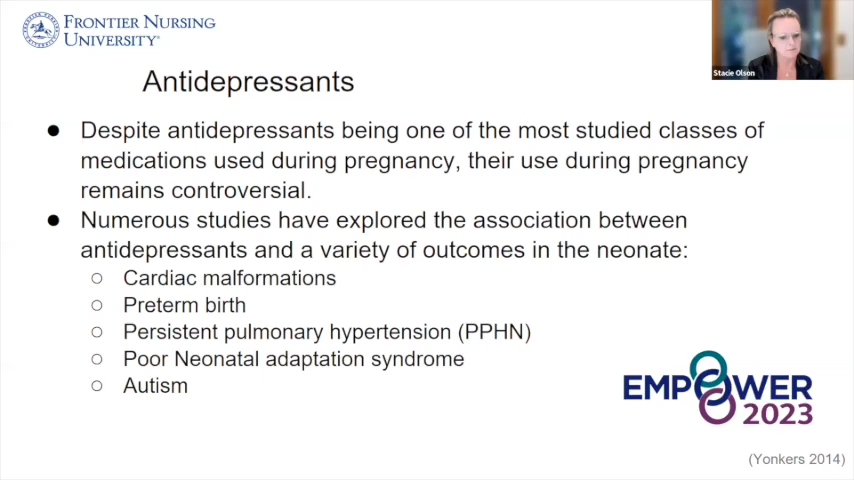 FRONTIER NURSING
UNIVERSITY®
Stacie Olson
Antidepressants
● Despite antidepressants being one of the most studied classes of
medications used during pregnancy, their use during pregnancy
remains controversial.
● Numerous studies have explored the association between
antidepressants and a variety of outcomes in the neonate:
○ Cardiac malformations
○ Preterm birth
○ Persistent pulmonary hypertension (PPHN)
○ Poor Neonatal adaptation syndrome
○ Autism
EMPOWER
2023
(Yonkers 2014)